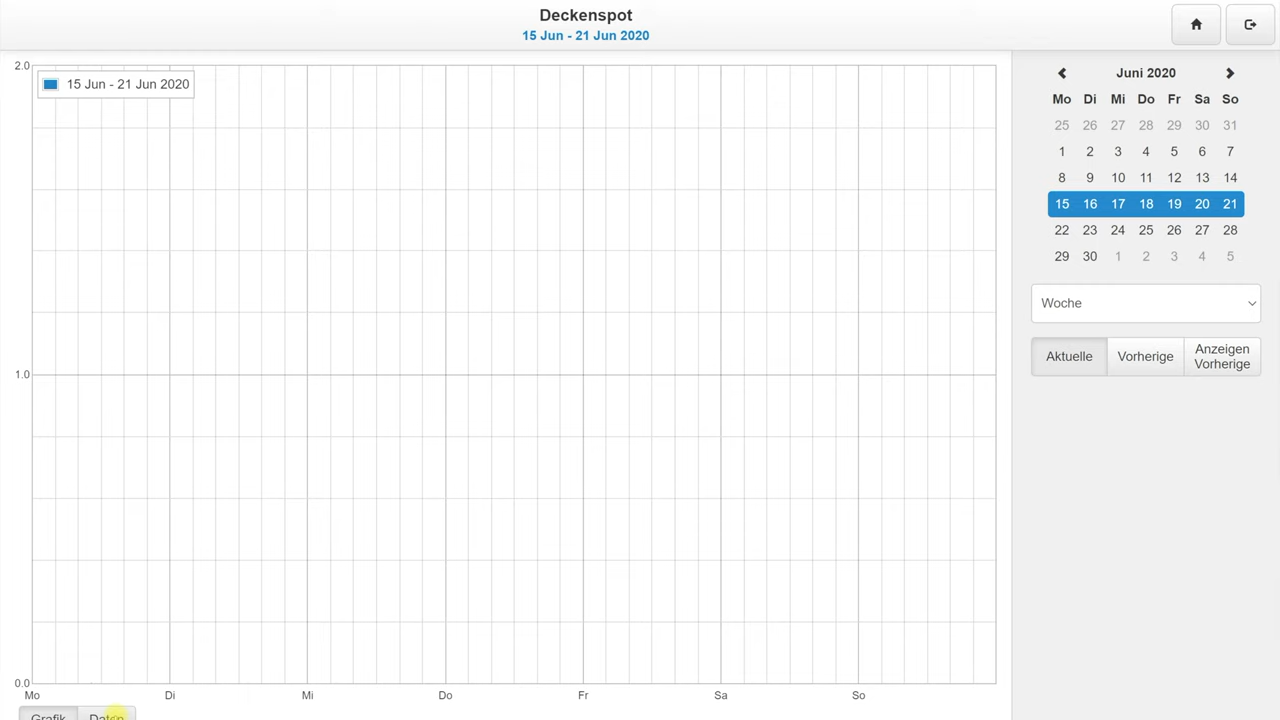 Deckenspot
15 Jun - 21 Jun 2020
2.0
15 Jun - 21 Jun 2020
1.0
0.0
Mo Di Mi Do Fr Sa So
Grafik Daten
Juni 2020
Mo Di Mi Do Fr Sa So
25 26 27 28 29 30 31
1 2 3 4 5 6 7
8 9 10 11 12 13 14
15 16 17 18 19 20 21
22 23 24 25 26 27 28
29 30 1 2 3 4 5
Woche
Aktuelle
Vorherige
Anzeigen
Vorherige